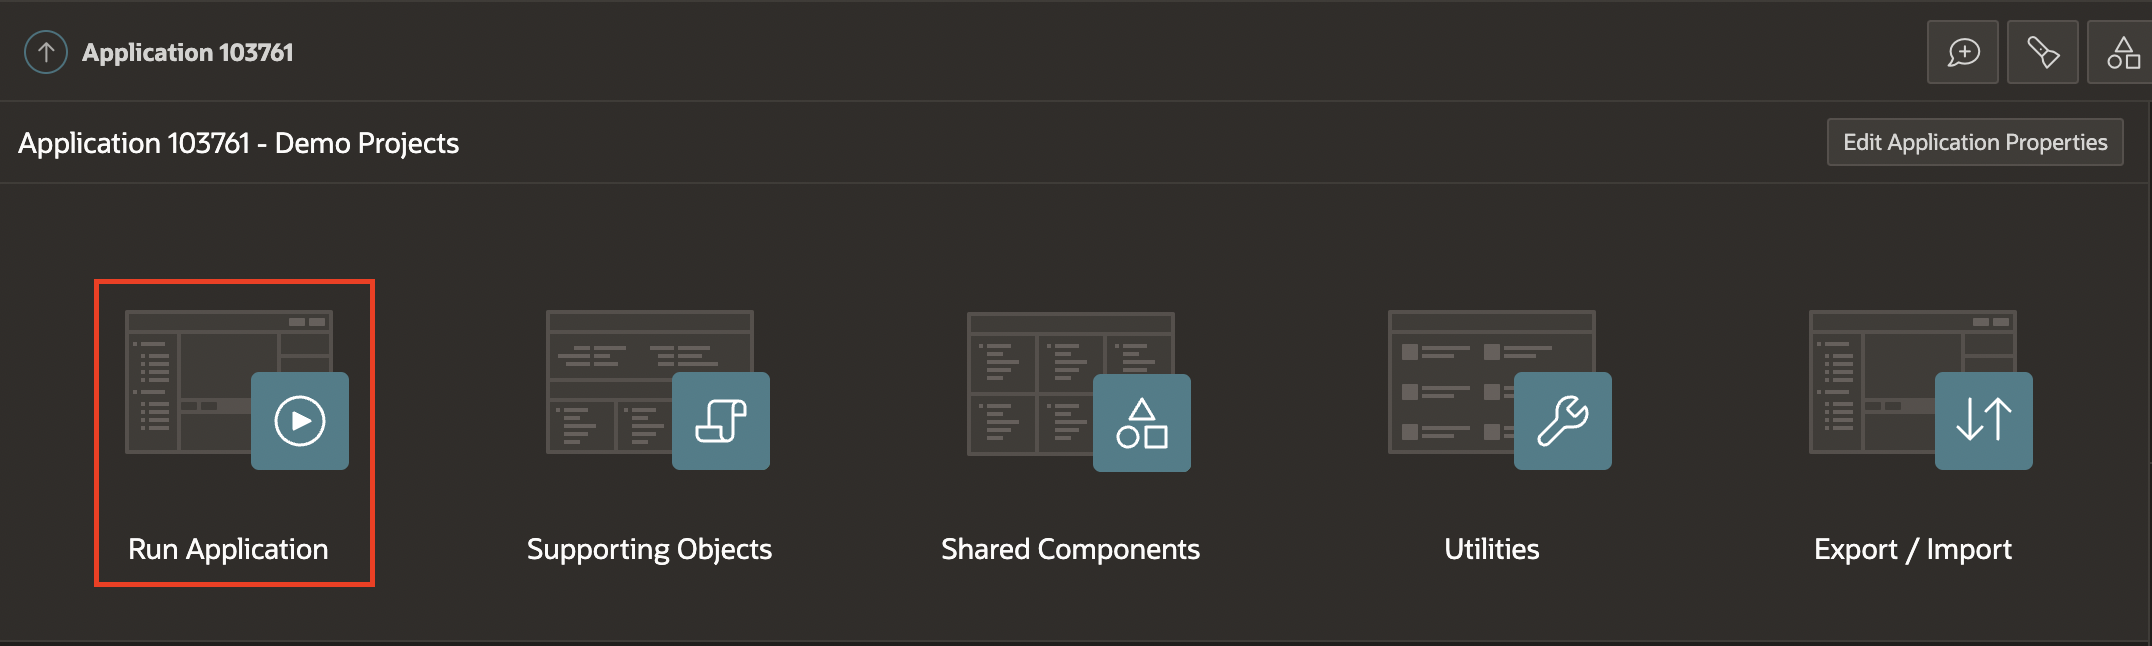 Application 103761
Application 103761 - Demo Projects
Edit Application Properties
Run Application
Supporting Objects
Shared Components
Utilities
Export / Import